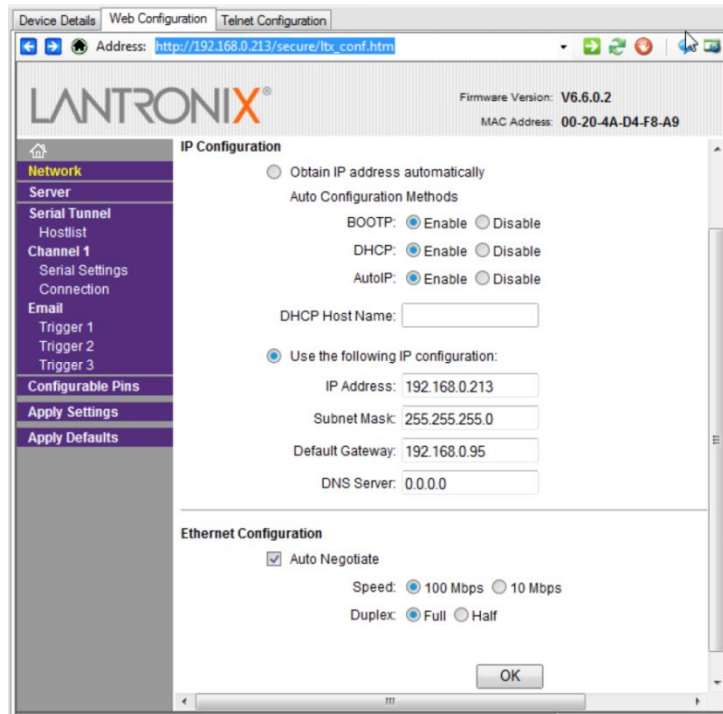 Device Details Web Configuration Telnet Configuration
Address: http://192.168.0.213/secure/ltx_conf.htm
LANTRONIX®
Firmware Version: V6.6.0.2
MAC Address: 00-20-4A-D4-F8-A9
Network
Server
Serial Tunnel
Hostlist
Channel 1
Serial Settings
Connection
Email
Trigger 1
Trigger 2
Trigger 3
Configurable Pins
Apply Settings
Apply Defaults
IP Configuration
Obtain IP address automatically
Auto Configuration Methods
BOOTP: Enable Disable
DHCP: Enable Disable
AutoIP: Enable Disable
DHCP Host Name:
Use the following IP configuration:
IP Address: 192.168.0.213
Subnet Mask: 255.255.255.0
Default Gateway: 192.168.0.95
DNS Server: 0.0.0.0
Ethernet Configuration
Auto Negotiate
Speed: 100 Mbps 10 Mbps
Duplex: Full Half
OK